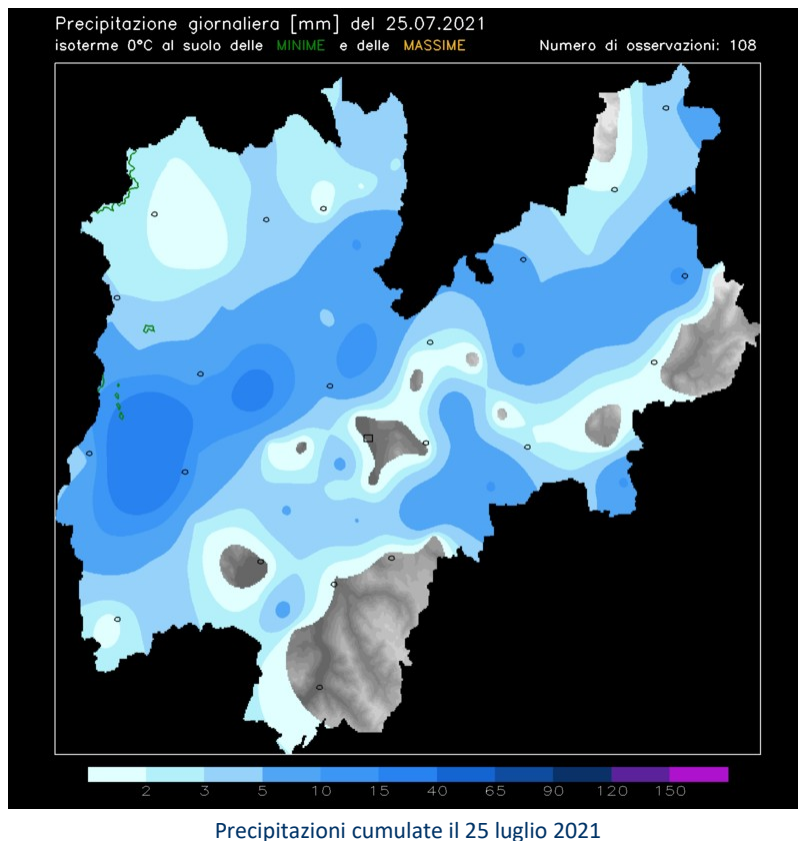 Precipitazione giornaliera [mm] del 25.07.2021
isoterme 0°C al suolo delle MINIME e delle MASSIME Numero di osservazioni: 108
2 3 5 10 15 40 65 90 120 150
Precipitazioni cumulate il 25 luglio 2021